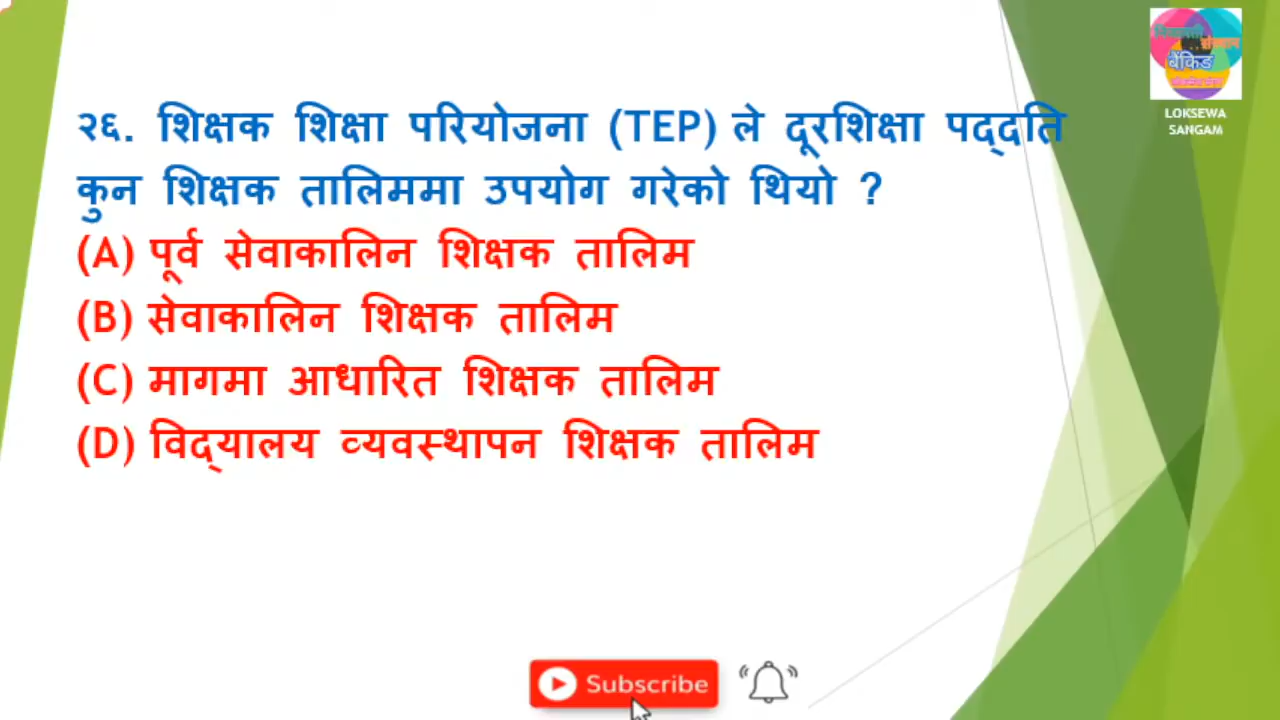 २६. शिक्षक शिक्षा परियोजना (TEP) ले दूरशिक्षा पद्‌दति
कुन शिक्षक तालिममा उपयोग गरेको थियो ?
(A) पूर्व सेवाकालिन शिक्षक तालिम
(B) सेवाकालिन शिक्षक तालिम
(C) मागमा आधारित शिक्षक तालिम
(D) विद्‌यालय व्यवस्थापन शिक्षक तालिम
बैंकिङ
LOKSEWA
SANGAM
Subscribe